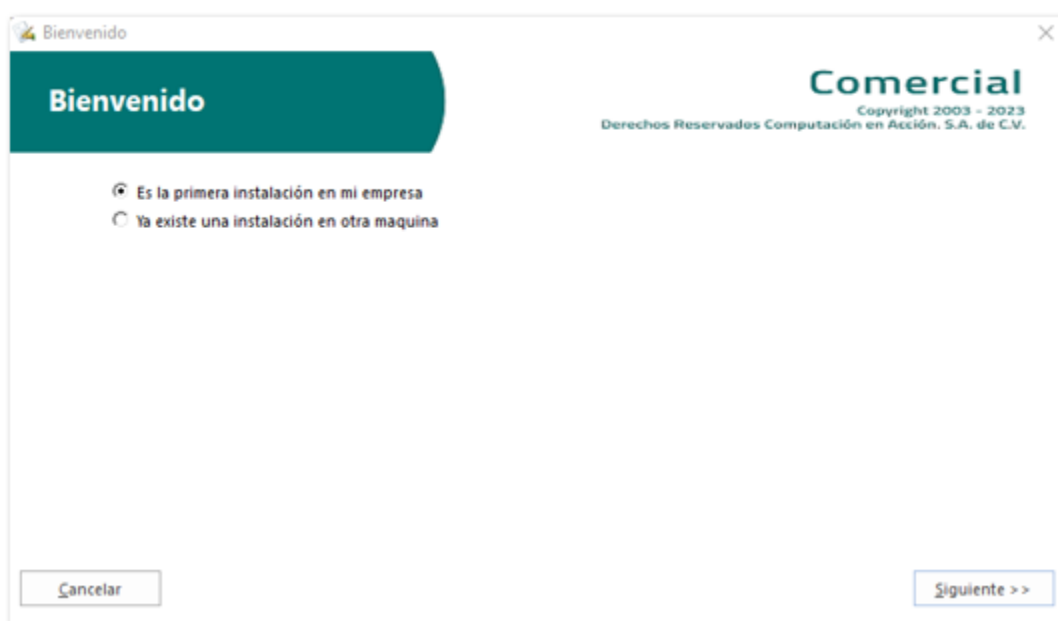 Bienvenido
Bienvenido
Comercial
Copyright 2003 - 2023
Derechos Reservados Computación en Acción. S.A. de C.V.
Es la primera instalación en mi empresa
Ya existe una instalación en otra maquina
Cancelar
Siguiente >>